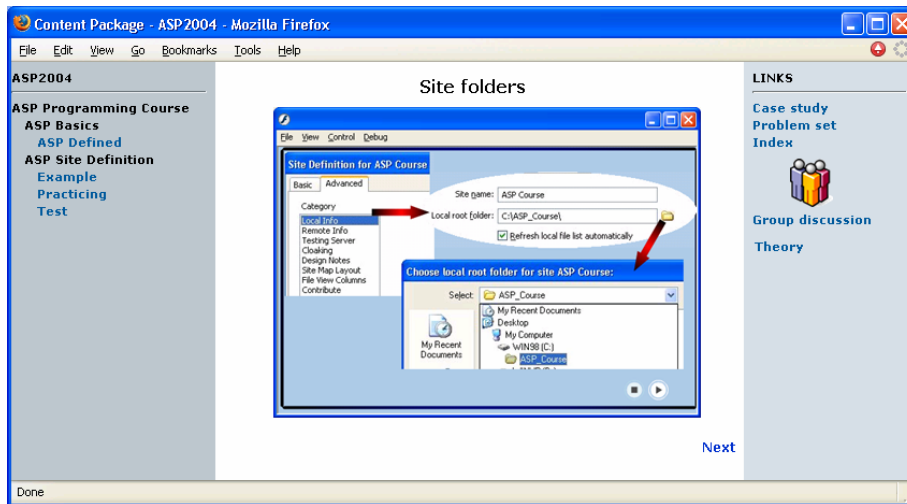 Content Package - ASP2004 - Mozilla Firefox
File Edit View Go Bookmarks Tools Help
ASP2004
ASP Programming Course
ASP Basics
ASP Defined
ASP Site Definition
Example
Practicing
Test
Site folders
File View Control Debug
Site Definition for ASP Course
Basic Advanced
Category
Local Info
Remote Info
Testing Server
Cloaking
Design Notes
Site Map Layout
File View Columns
Contribute
Site name: ASP Course
Local root folder: C:\ASP_Course\
Refresh local file list automatically
Choose local root folder for site ASP Course:
Select: ASP_Course
My Recent Documents
Desktop
My Computer
WIN98 (C:)
ASP_Course
My Recent
Documents
Next
LINKS
Case study
Problem set
Index
Group discussion
Theory
Done